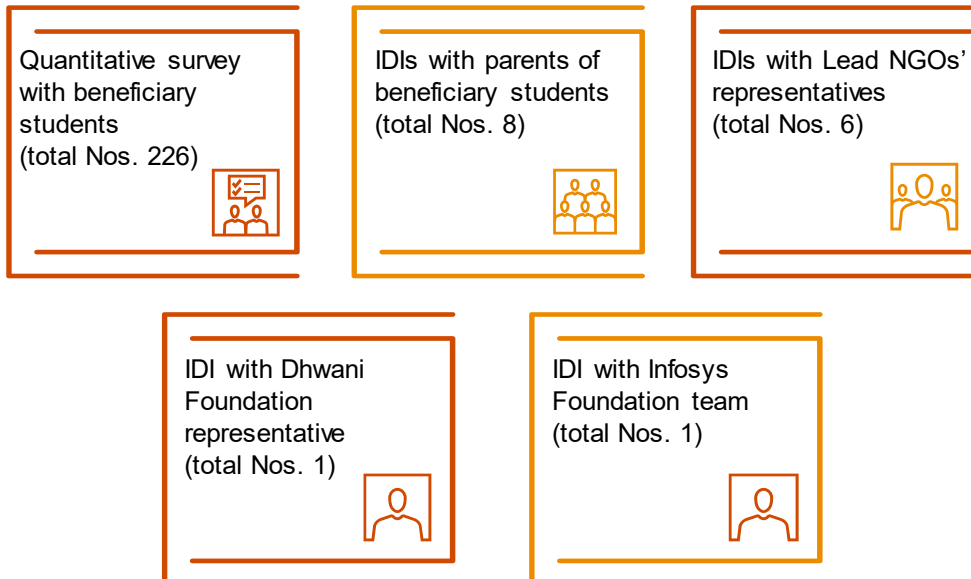 Quantitative survey
with beneficiary
students
(total Nos. 226)
IDIs with parents of
beneficiary students
(total Nos. 8)
IDIs with Lead NGOs’
representatives
(total Nos. 6)
IDI with Dhwani
Foundation
representative
(total Nos. 1)
IDI with Infosys
Foundation team
(total Nos. 1)